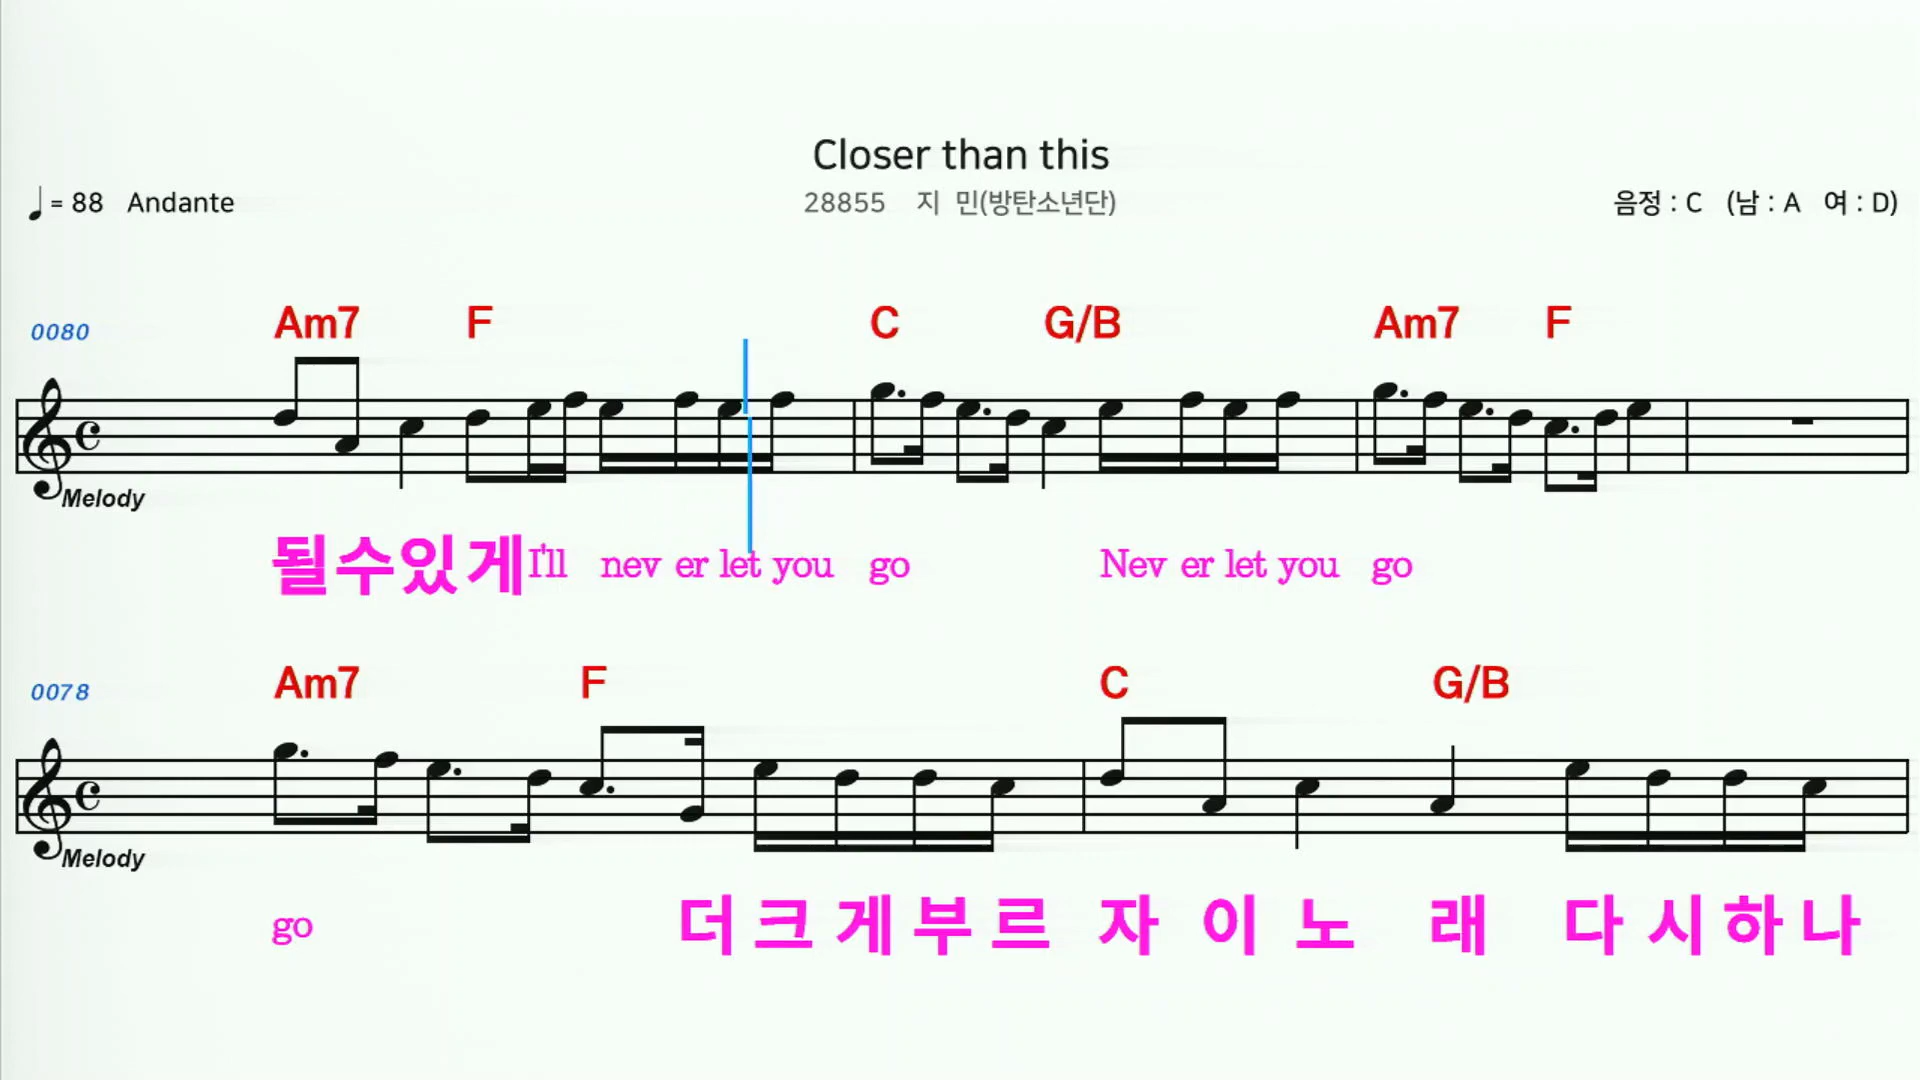 Closer than this
= 88 Andante
28855 지 민(방탄소년단)
음정 : C (남 : A 여 : D)
0080
Am7 F C G/B Am7 F
Melody
될수있게I'll nev er let you go Nev er let you go
0078
Am7 F C G/B
Melody
go 더크게부르 자 이 노 래 다시하나